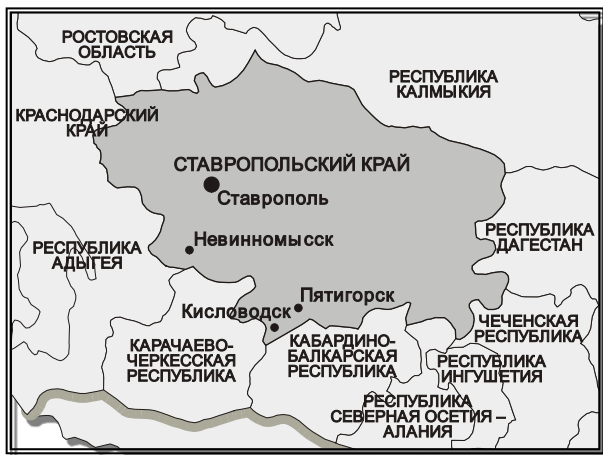 РОСТОВСКАЯ
ОБЛАСТЬ
РЕСПУБЛИКА
КАЛМЫКИЯ
КРАСНОДАРСКИЙ
КРАЙ
СТАВРОПОЛЬСКИЙ КРАЙ
Ставрополь
Невинномысск
РЕСПУБЛИКА
АДЫГЕЯ
РЕСПУБЛИКА
ДАГЕСТАН
Пятигорск
Кисловодск
ЧЕЧЕНСКАЯ
РЕСПУБЛИКА
КАРАЧАЕВО-
ЧЕРКЕССКАЯ
РЕСПУБЛИКА
КАБАРДИНО-
БАЛКАРСКАЯ
РЕСПУБЛИКА
РЕСПУБЛИКА
ИНГУШЕТИЯ
РЕСПУБЛИКА
СЕВЕРНАЯ ОСЕТИЯ –
АЛАНИЯ